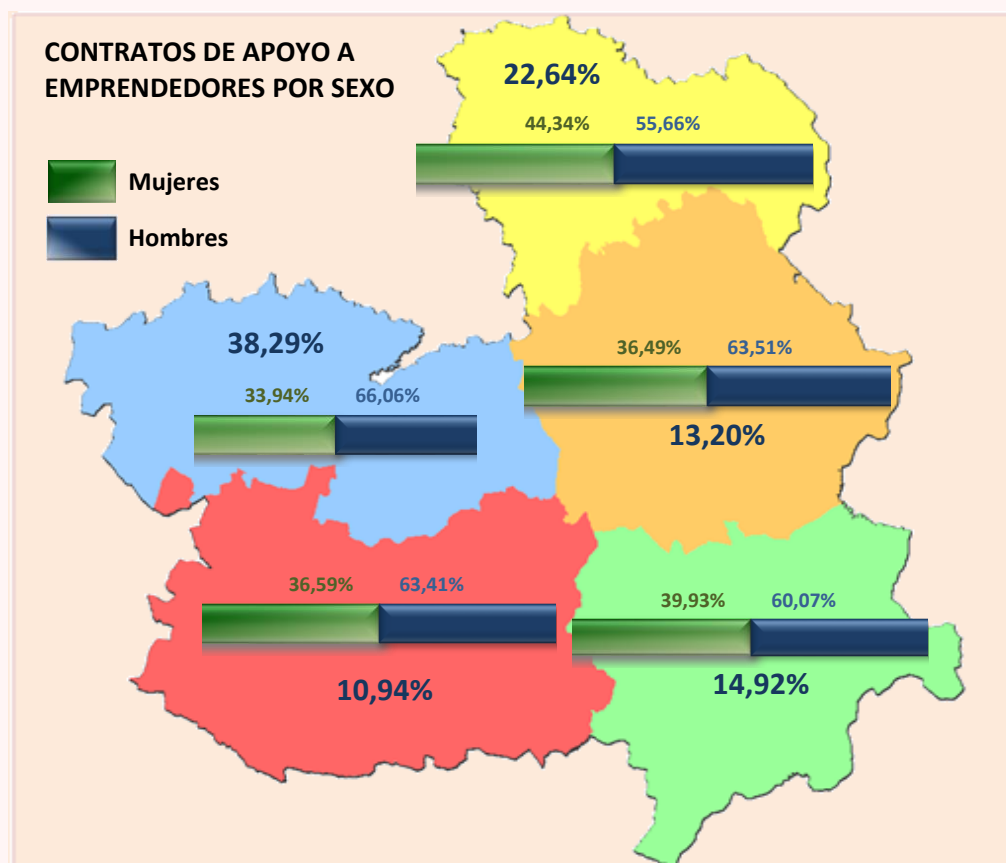 CONTRATOS DE APOYO A
EMPRENDEDORES POR SEXO
Mujeres
Hombres
22,64%
44,34% 55,66%
38,29%
33,94% 66,06%
36,49% 63,51%
13,20%
36,59% 63,41%
10,94%
39,93% 60,07%
14,92%